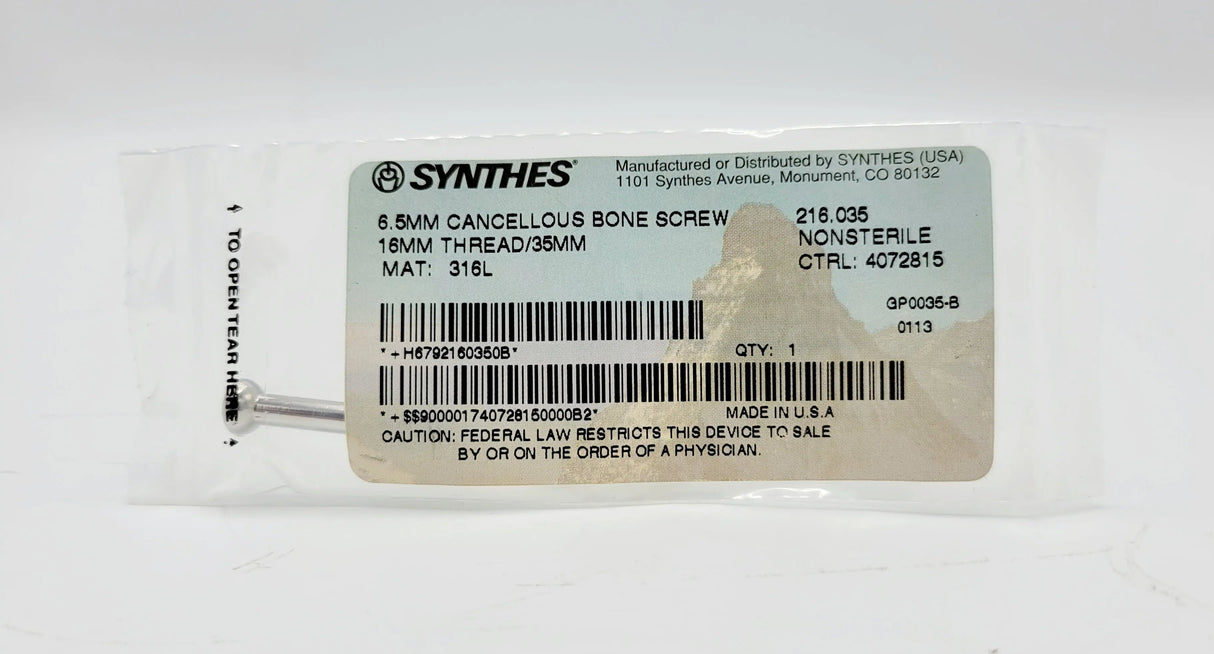 TO OPEN TEAR HERE
SYNTHES®
Manufactured or Distributed by SYNTHES (USA)
1101 Synthes Avenue, Monument, CO 80132
6.5MM CANCELLOUS BONE SCREW
16MM THREAD/35MM
MAT: 316L
216.035
NONSTERILE
CTRL: 4072815
GP0035-B
0113
*+H6792160350B*
QTY: 1
*+$$900001740728150000B2*
MADE IN U.S.A
CAUTION: FEDERAL LAW RESTRICTS THIS DEVICE TO SALE
BY OR ON THE ORDER OF A PHYSICIAN.